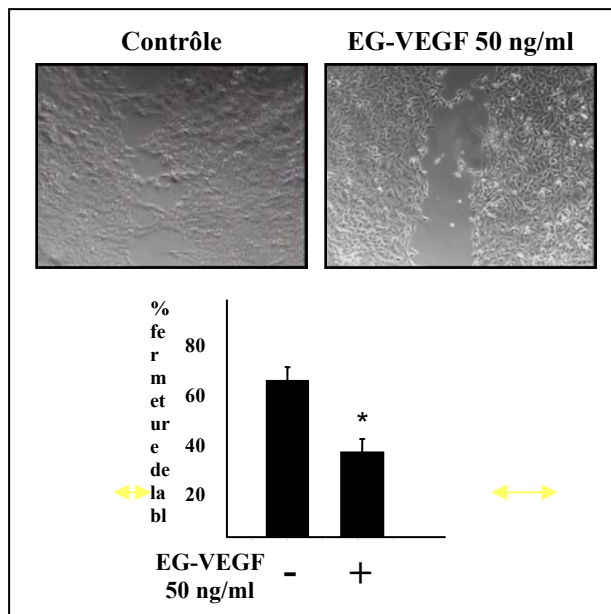 Contrôle
EG-VEGF 50 ng/ml
%
fer
m
et
ur
e
de
la
bl
80
60
40
20
*
EG-VEGF
50 ng/ml
- +